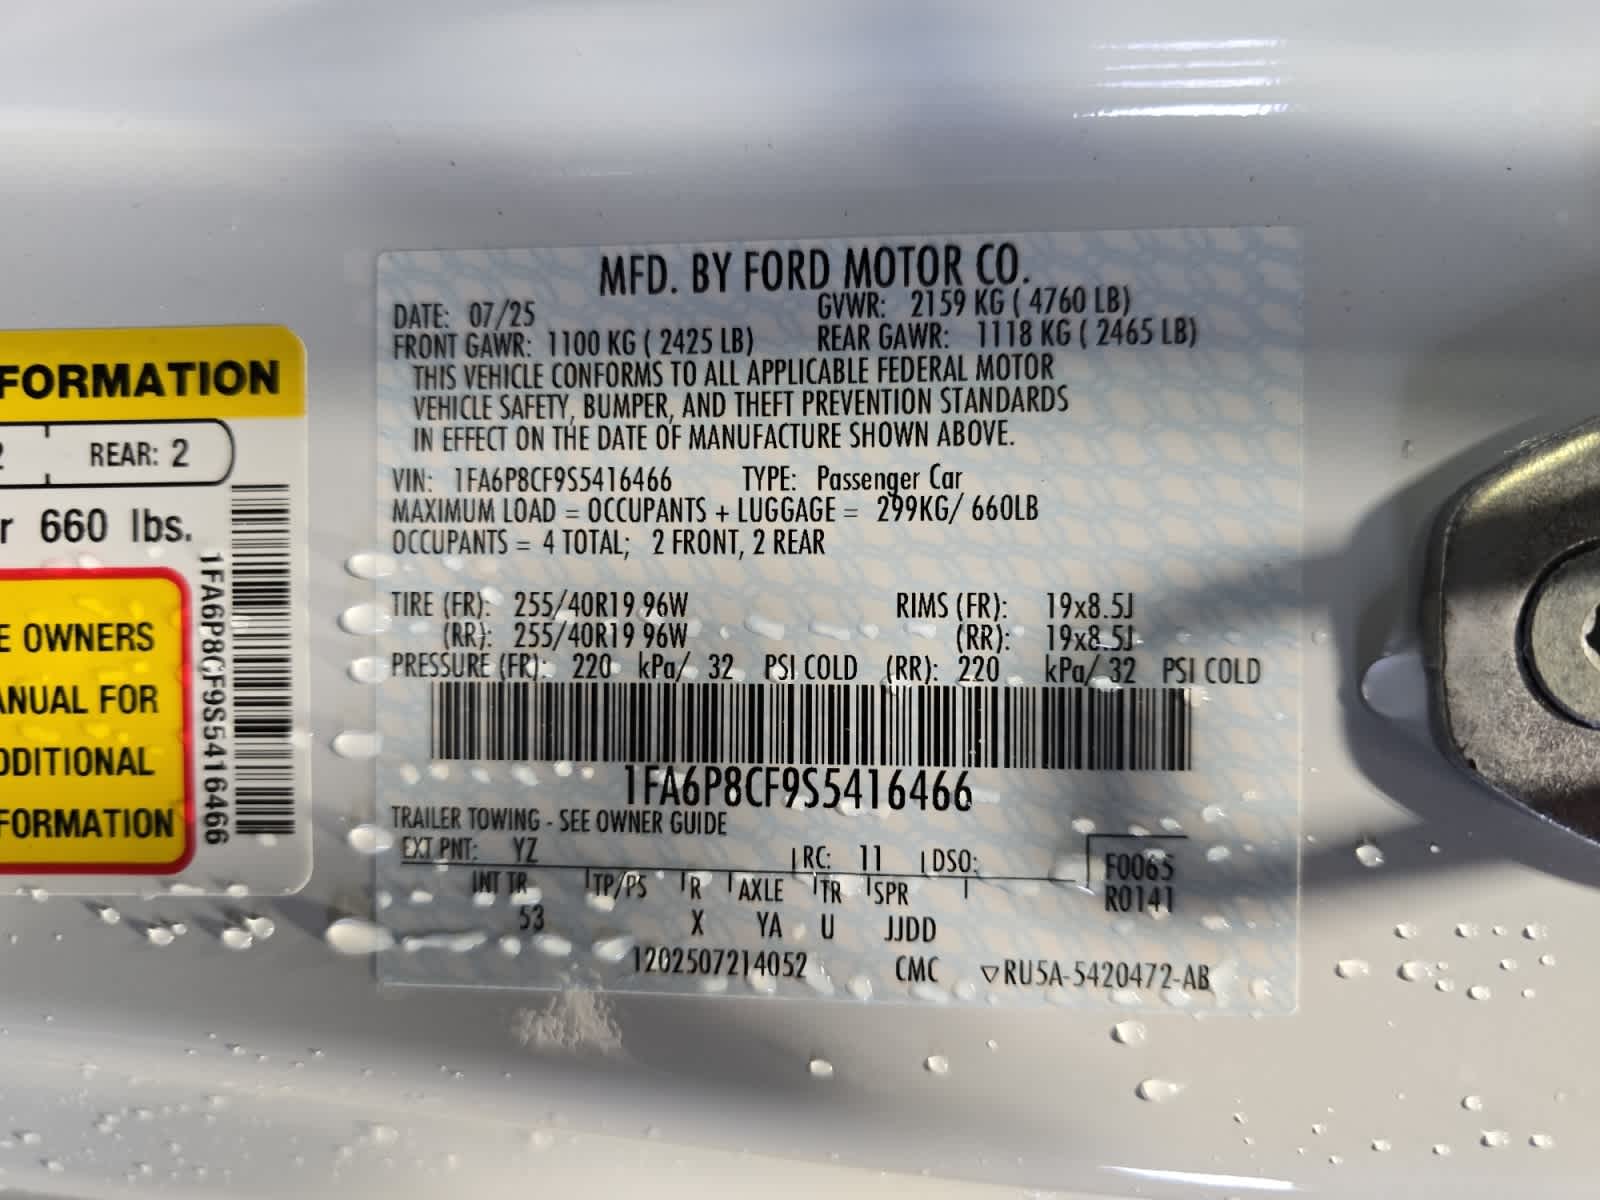 FORMATION
REAR: 2
r 660 lbs.
E OWNERS
ANUAL FOR
DDITIONAL
FORMATION
1FA6P8CF9S5416466
MFD. BY FORD MOTOR CO.
DATE: 07/25 GVWR: 2159 KG ( 4760 LB)
FRONT GAWR: 1100 KG ( 2425 LB) REAR GAWR: 1118 KG ( 2465 LB)
THIS VEHICLE CONFORMS TO ALL APPLICABLE FEDERAL MOTOR
VEHICLE SAFETY, BUMPER, AND THEFT PREVENTION STANDARDS
IN EFFECT ON THE DATE OF MANUFACTURE SHOWN ABOVE.
VIN: 1FA6P8CF9S5416466 TYPE: Passenger Car
MAXIMUM LOAD = OCCUPANTS + LUGGAGE = 299KG/ 660LB
OCCUPANTS = 4 TOTAL; 2 FRONT, 2 REAR
TIRE (FR): 255/40R19 96W RIMS (FR): 19x8.5J
(RR): 255/40R19 96W (RR): 19x8.5J
PRESSURE (FR): 220 kPa/ 32 PSI COLD (RR): 220 kPa/ 32 PSI COLD
1FA6P8CF9S5416466
TRAILER TOWING - SEE OWNER GUIDE
EXT PNT: YZ RC: 11 DSO: F0065
INT TR TP/PS R AXLE TR SPR R0141
53 X YA U JJDD
1202507214052 CMC ▽RU5A-5420472-AB